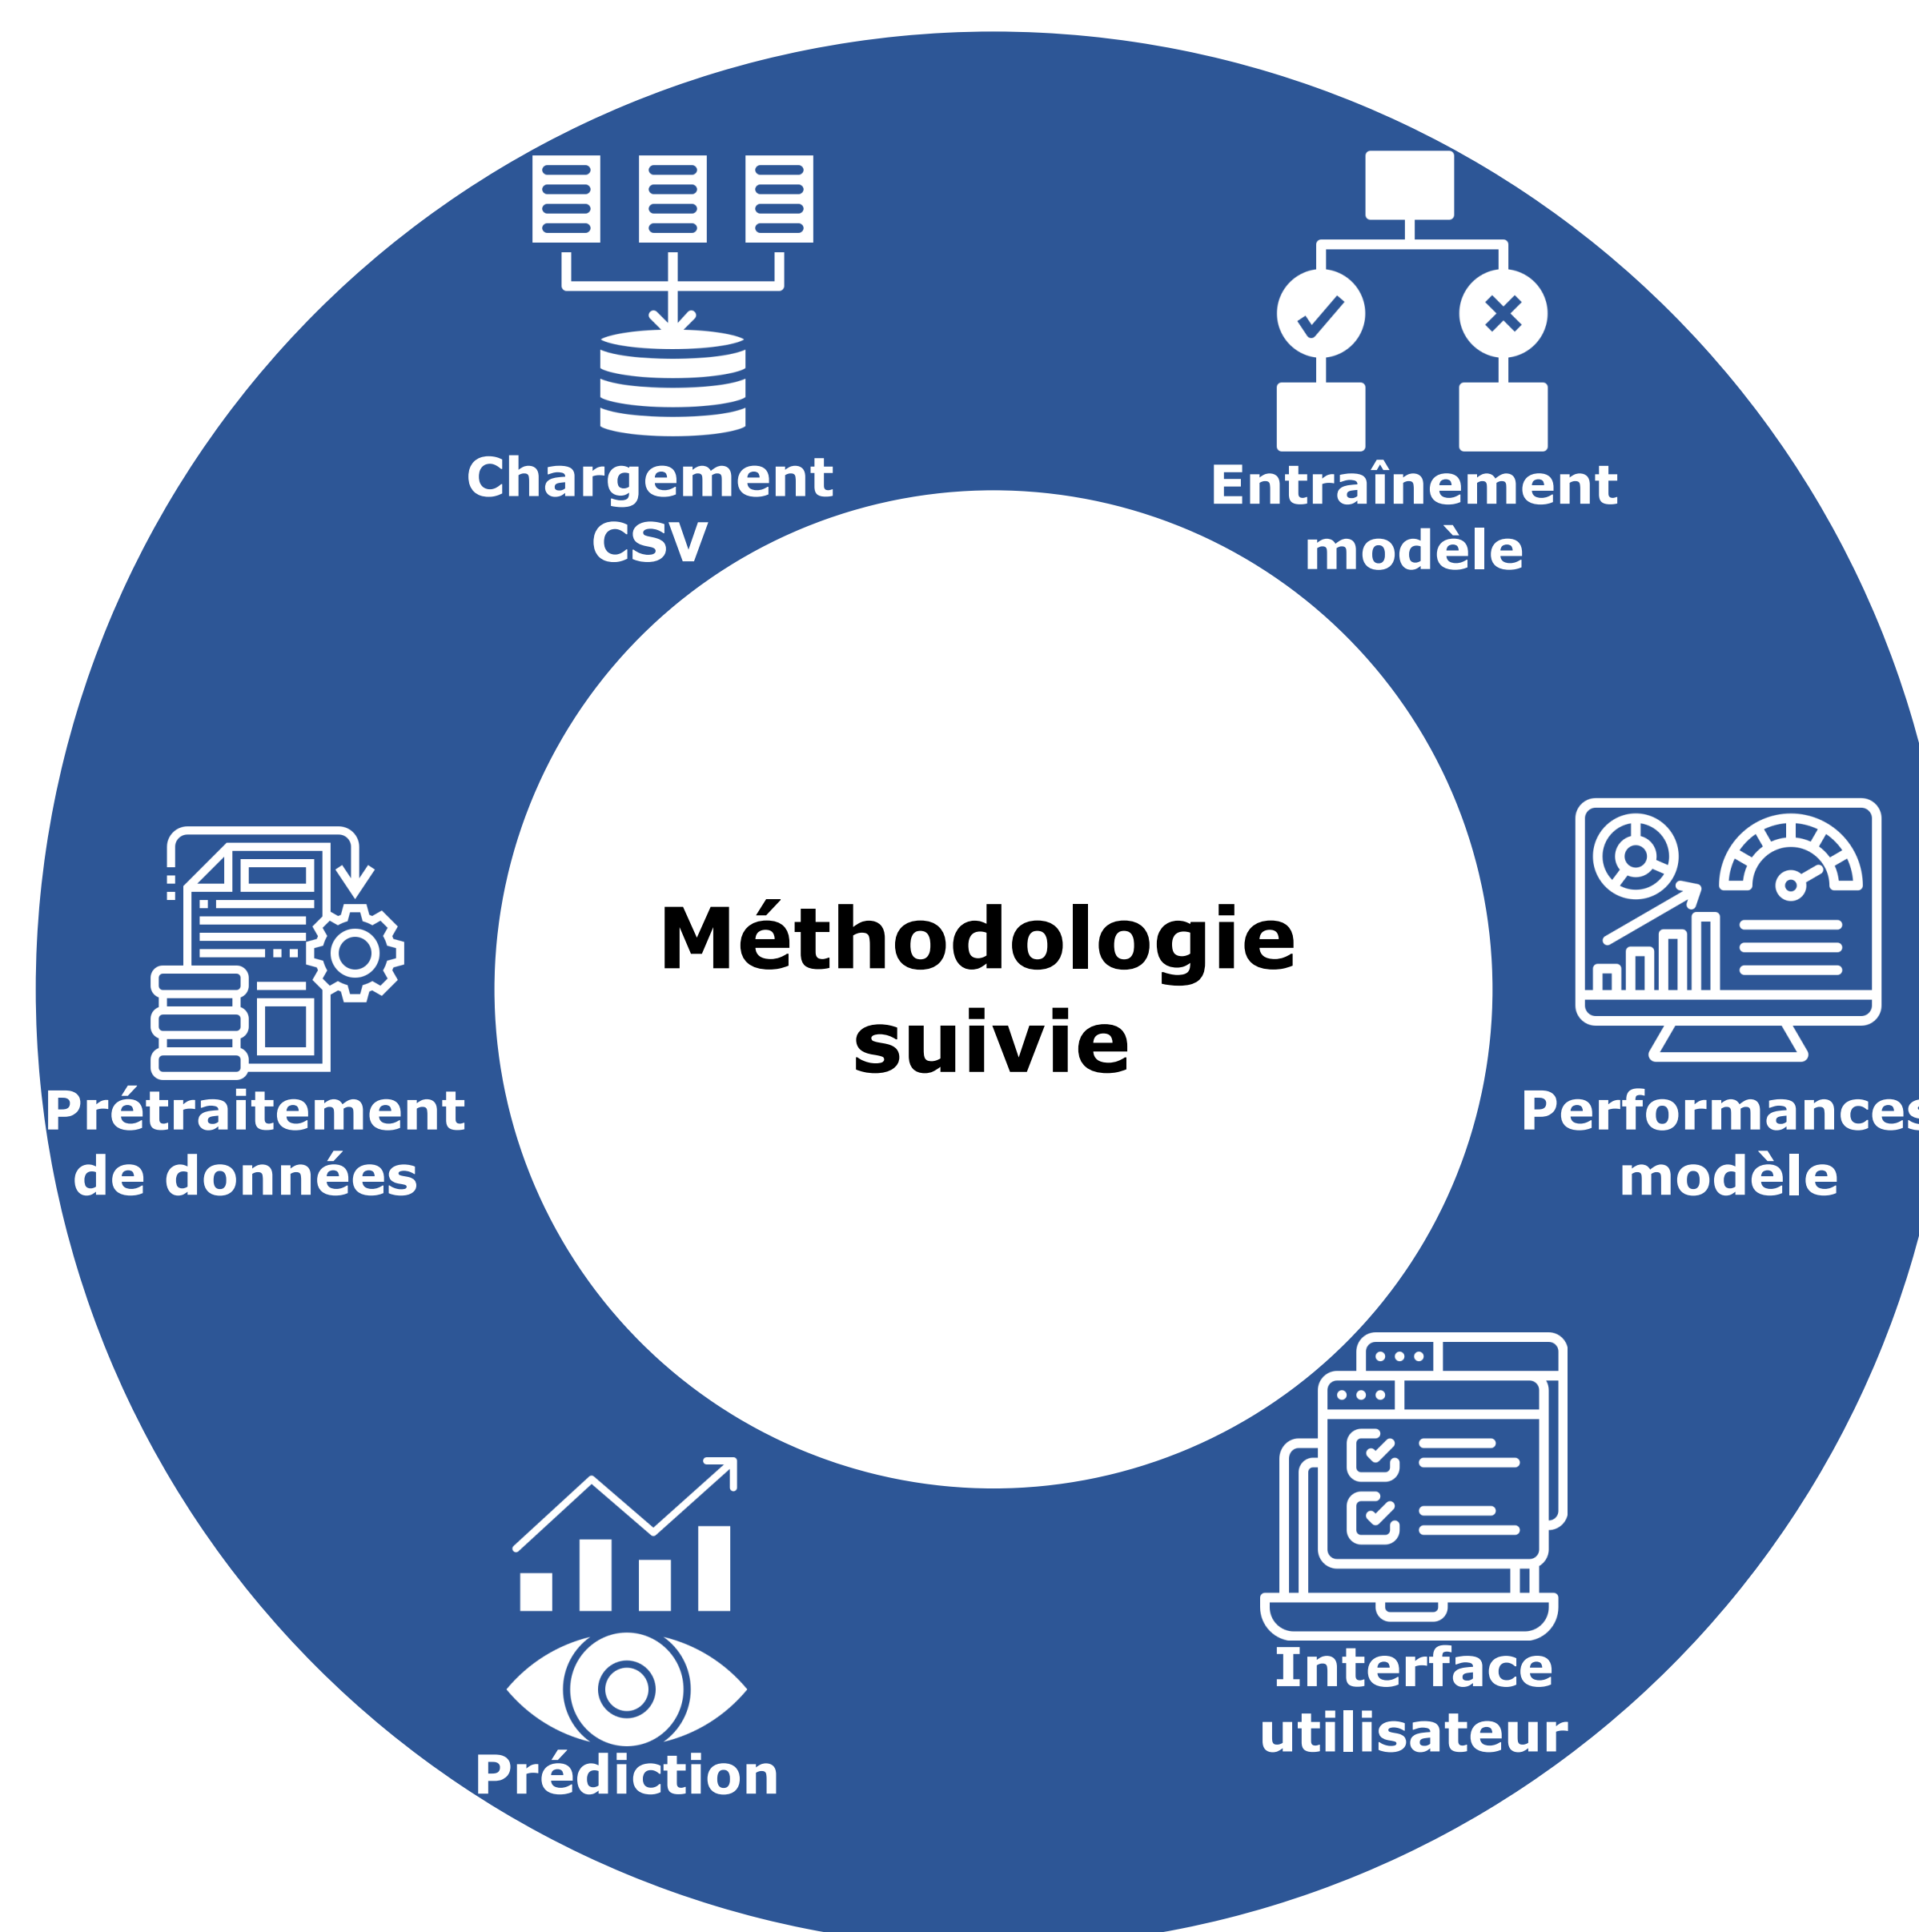 Chargement
CSV
Entraînement
modèle
Méthodologie
suivie
Prétraitement
de données
Performances
modèle
Interface
utilisateur
Prédiction